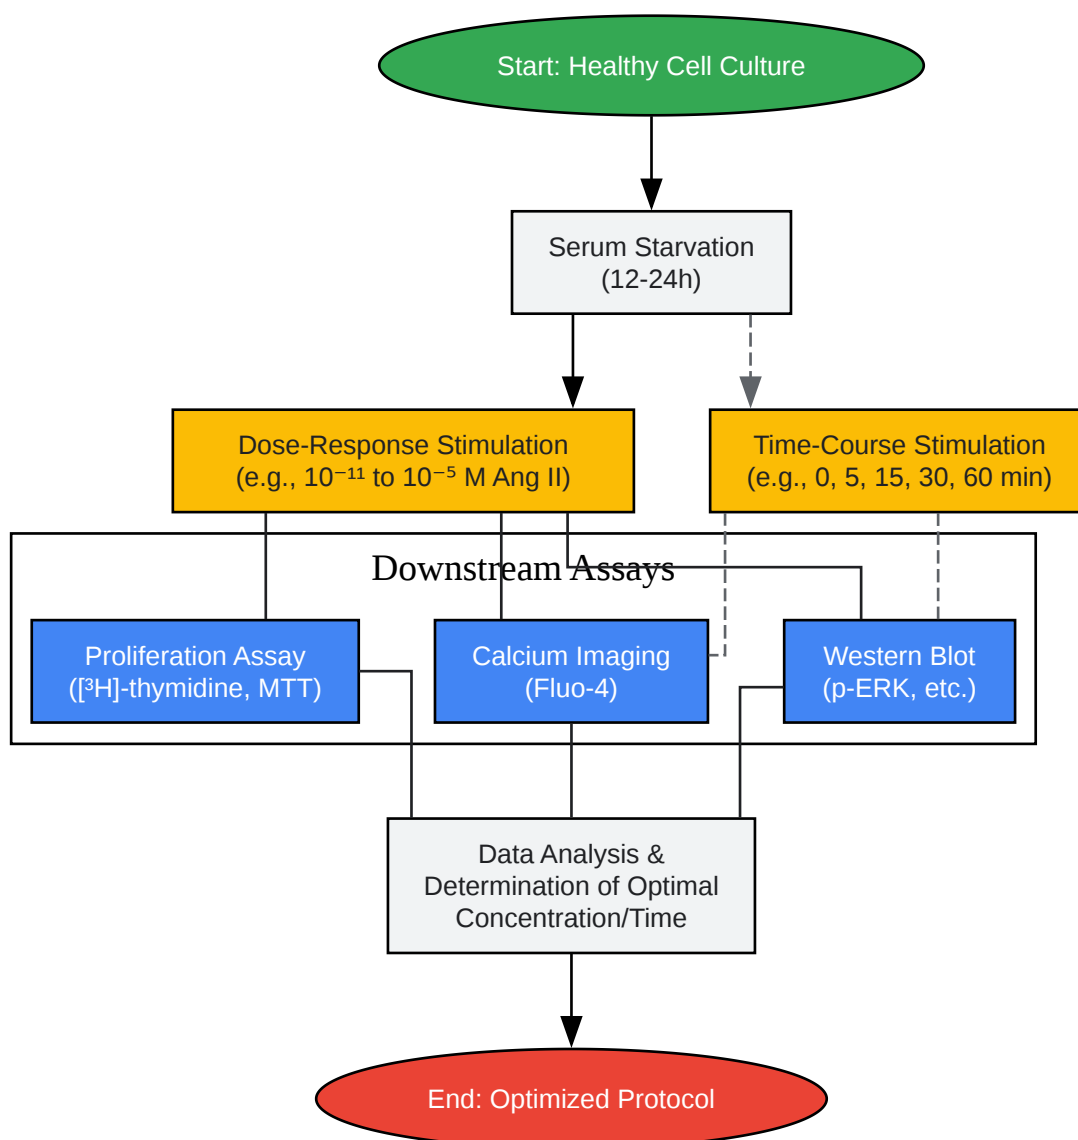 Start: Healthy Cell Culture
Serum Starvation
(12-24h)
Dose-Response Stimulation
(e.g., 10⁻¹¹ to 10⁻⁵ M Ang II)
Time-Course Stimulation
(e.g., 0, 5, 15, 30, 60 min)
Downstream Assays
Proliferation Assay
([³H]-thymidine, MTT)
Calcium Imaging
(Fluo-4)
Western Blot
(p-ERK, etc.)
Data Analysis &
Determination of Optimal
Concentration/Time
End: Optimized Protocol